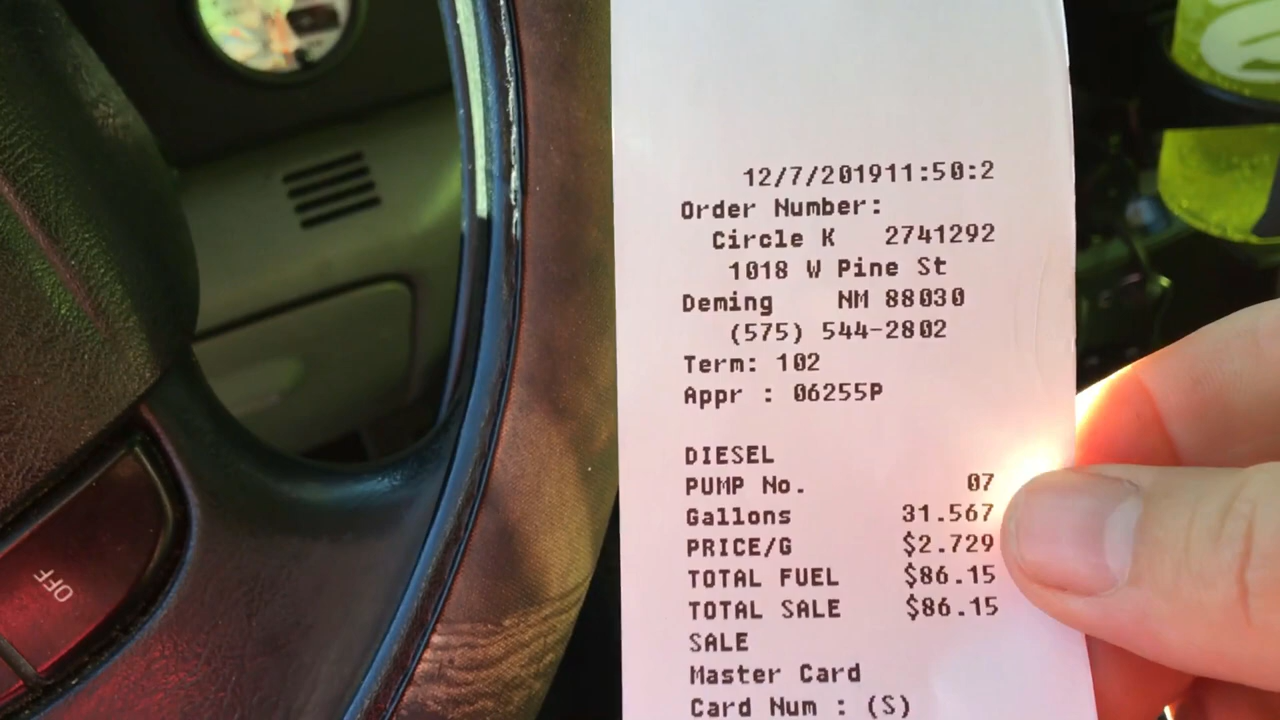 12/7/201911:50:2
Order Number:
Circle K 2741292
1018 W Pine St
Deming NM 88030
(575) 544-2802
Term: 102
Appr : 06255P
DIESEL
PUMP No. 07
Gallons 31.567
PRICE/G $2.729
TOTAL FUEL $86.15
TOTAL SALE $86.15
SALE
Master Card
Card Num : (S)
OFF